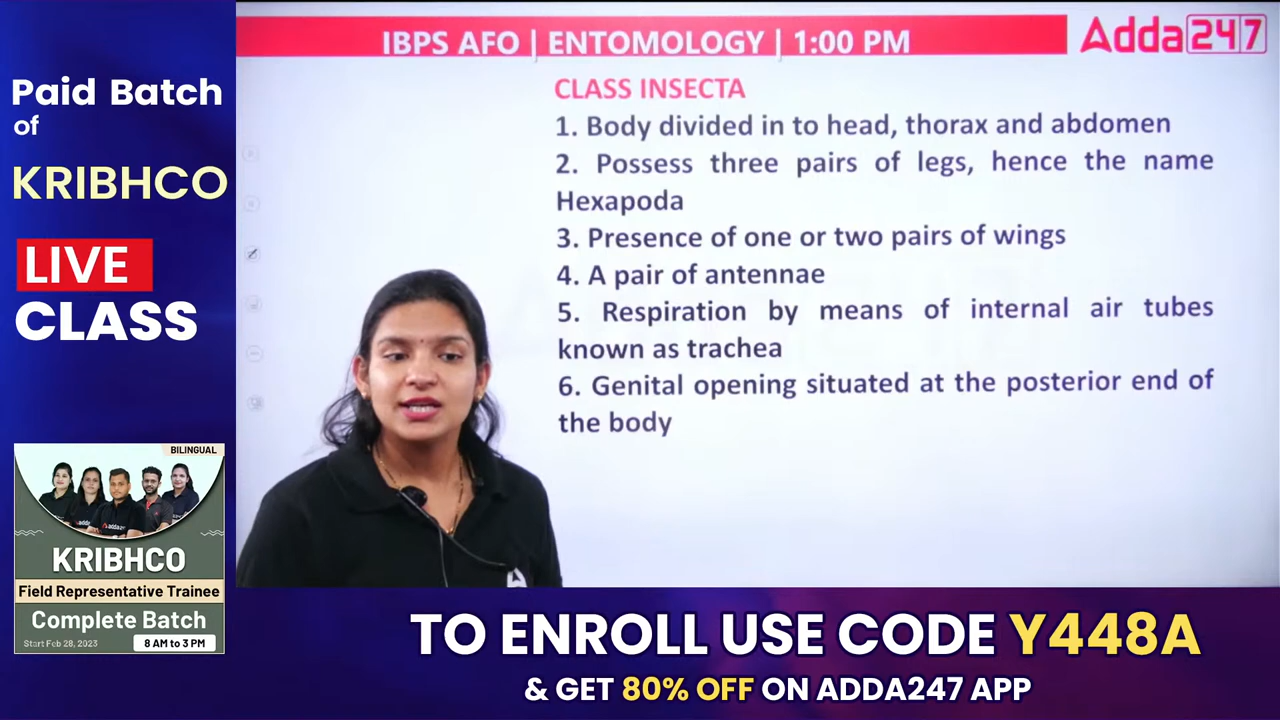 IBPS AFO | ENTOMOLOGY | 1:00 PM
Adda247
Paid Batch
of
KRIBHCO
LIVE
CLASS
CLASS INSECTA
1. Body divided in to head, thorax and abdomen
2. Possess three pairs of legs, hence the name
Hexapoda
3. Presence of one or two pairs of wings
4. A pair of antennae
5. Respiration by means of internal air tubes
known as trachea
6. Genital opening situated at the posterior end of
the body
BILINGUAL
adda247
KRIBHCO
Field Representative Trainee
Complete Batch
Start Feb 28, 2023
8 AM to 3 PM
TO ENROLL USE CODE Y448A
& GET 80% OFF ON ADDA247 APP